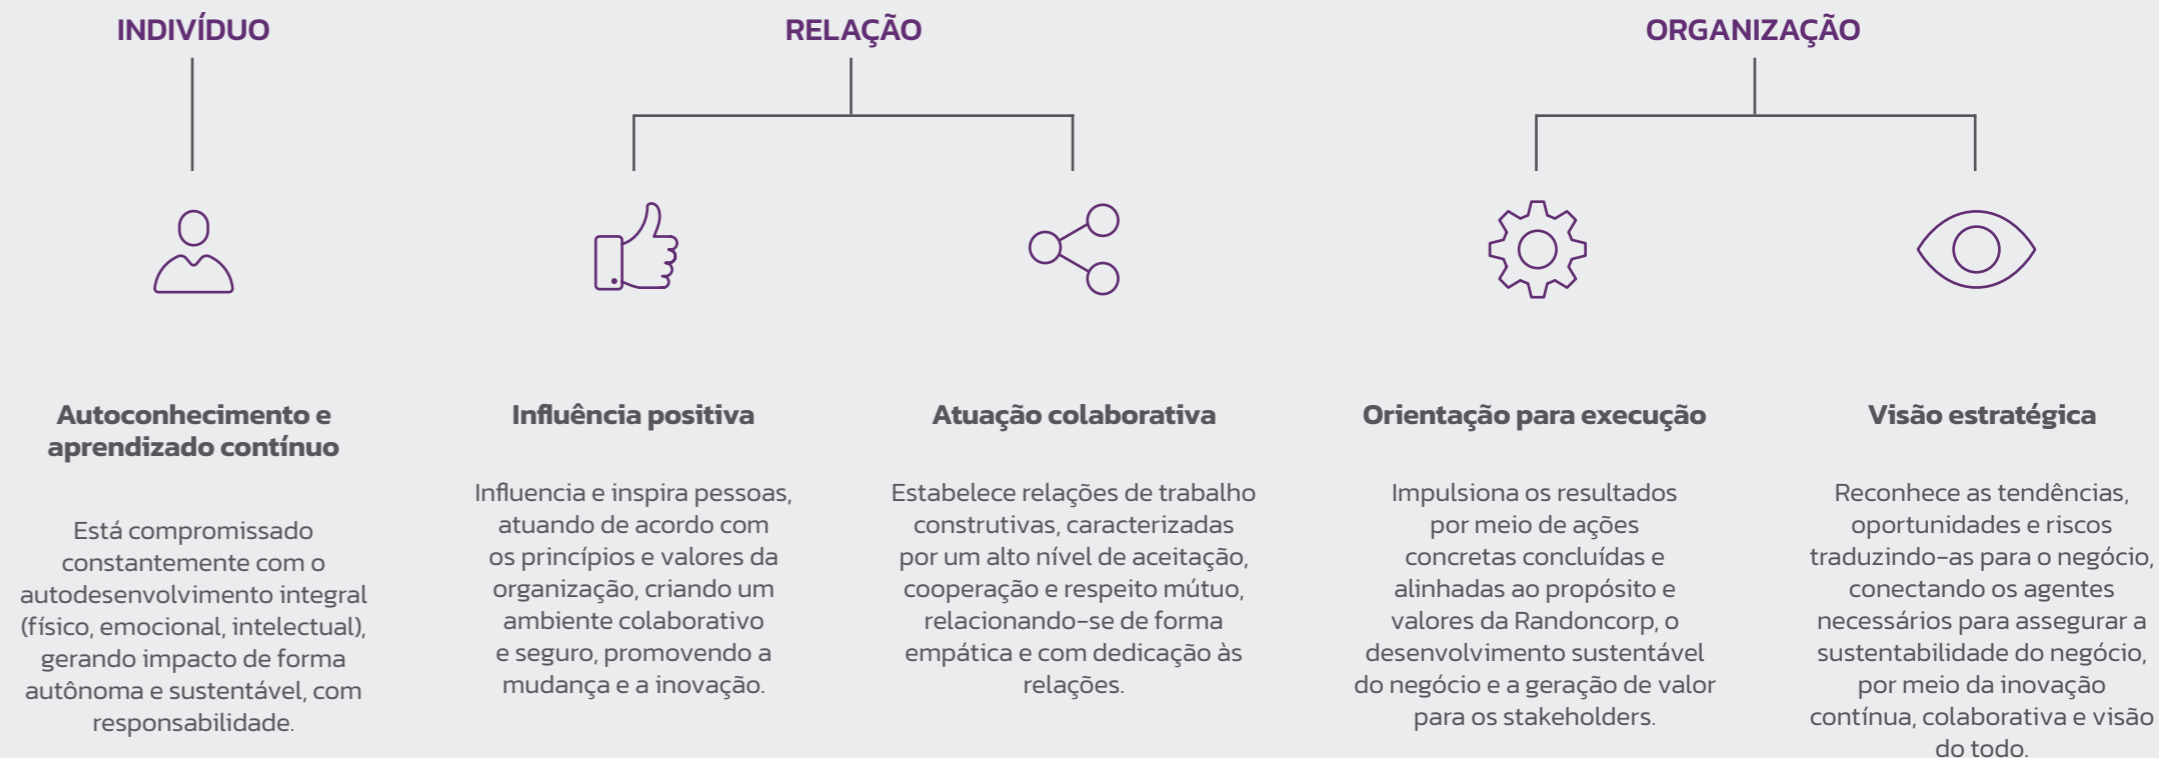 INDIVÍDUO
RELAÇÃO
ORGANIZAÇÃO
Autoconhecimento e
aprendizado contínuo
Está compromissado
constantemente com o
autodesenvolvimento integral
(físico, emocional, intelectual),
gerando impacto de forma
autônoma e sustentável, com
responsabilidade.
Influência positiva
Influencia e inspira pessoas,
atuando de acordo com
os princípios e valores da
organização, criando um
ambiente colaborativo
e seguro, promovendo a
mudança e a inovação.
Atuação colaborativa
Estabelece relações de trabalho
construtivas, caracterizadas
por um alto nível de aceitação,
cooperação e respeito mútuo,
relacionando-se de forma
empática e com dedicação às
relações.
Orientação para execução
Impulsiona os resultados
por meio de ações
concretas concluídas e
alinhadas ao propósito e
valores da Randoncorp, o
desenvolvimento sustentável
do negócio e a geração de valor
para os stakeholders.
Visão estratégica
Reconhece as tendências,
oportunidades e riscos
traduzindo-as para o negócio,
conectando os agentes
necessários para assegurar a
sustentabilidade do negócio,
por meio da inovação
contínua, colaborativa e visão
do todo.